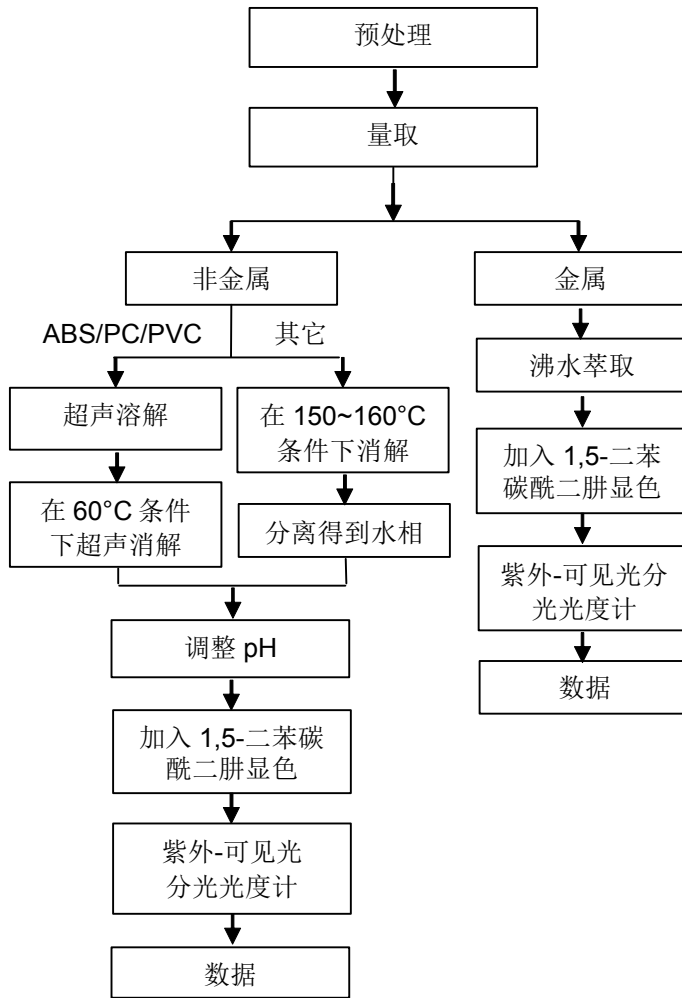 预处理
量取
非金属
金属
ABS/PC/PVC
其它
超声溶解
在 60°C 条件
下超声消解
在 150~160°C
条件下消解
分离得到水相
调整 pH
加入 1,5-二苯碳
酰二肼显色
紫外-可见光
分光光度计
数据
沸水萃取
加入 1,5-二苯
碳酰二肼显色
紫外-可见光分
光光度计
数据